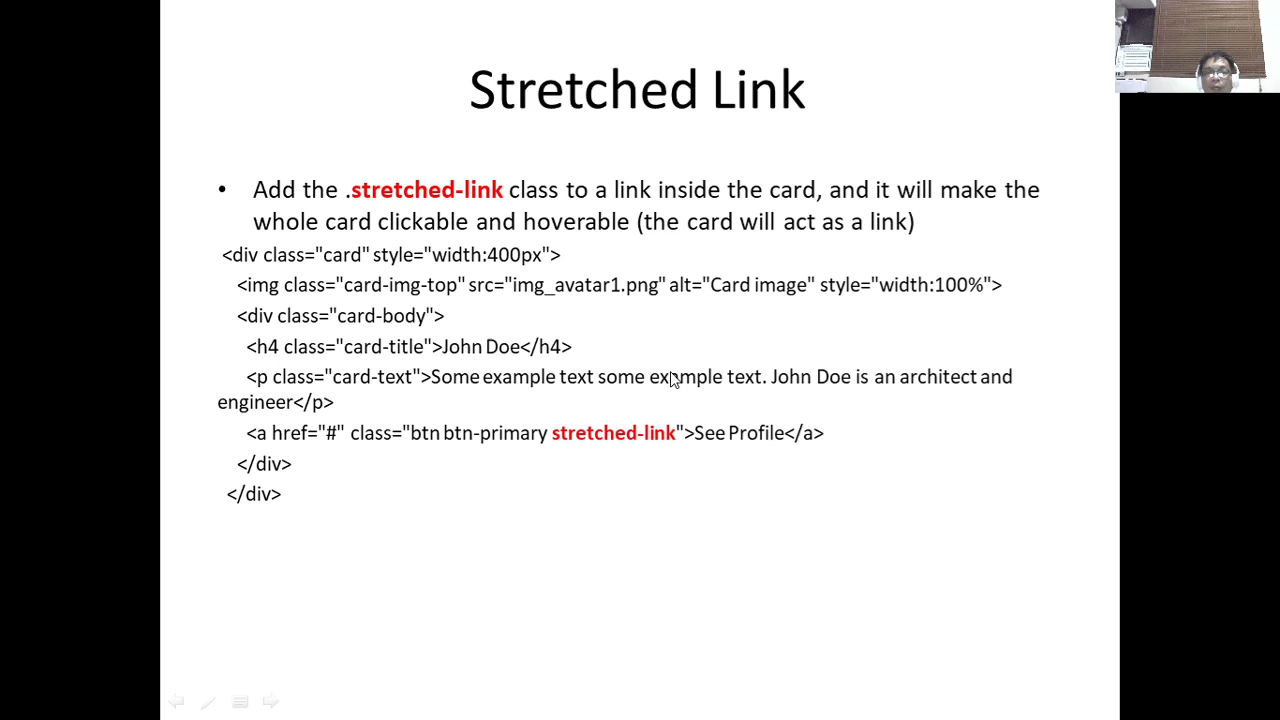 Stretched Link
• Add the .stretched-link class to a link inside the card, and it will make the
whole card clickable and hoverable (the card will act as a link)
<div class="card" style="width:400px">
<img class="card-img-top" src="img_avatar1.png" alt="Card image" style="width:100%">
<div class="card-body">
<h4 class="card-title">John Doe</h4>
<p class="card-text">Some example text some example text. John Doe is an architect and
engineer</p>
<a href="#" class="btn btn-primary stretched-link">See Profile</a>
</div>
</div>